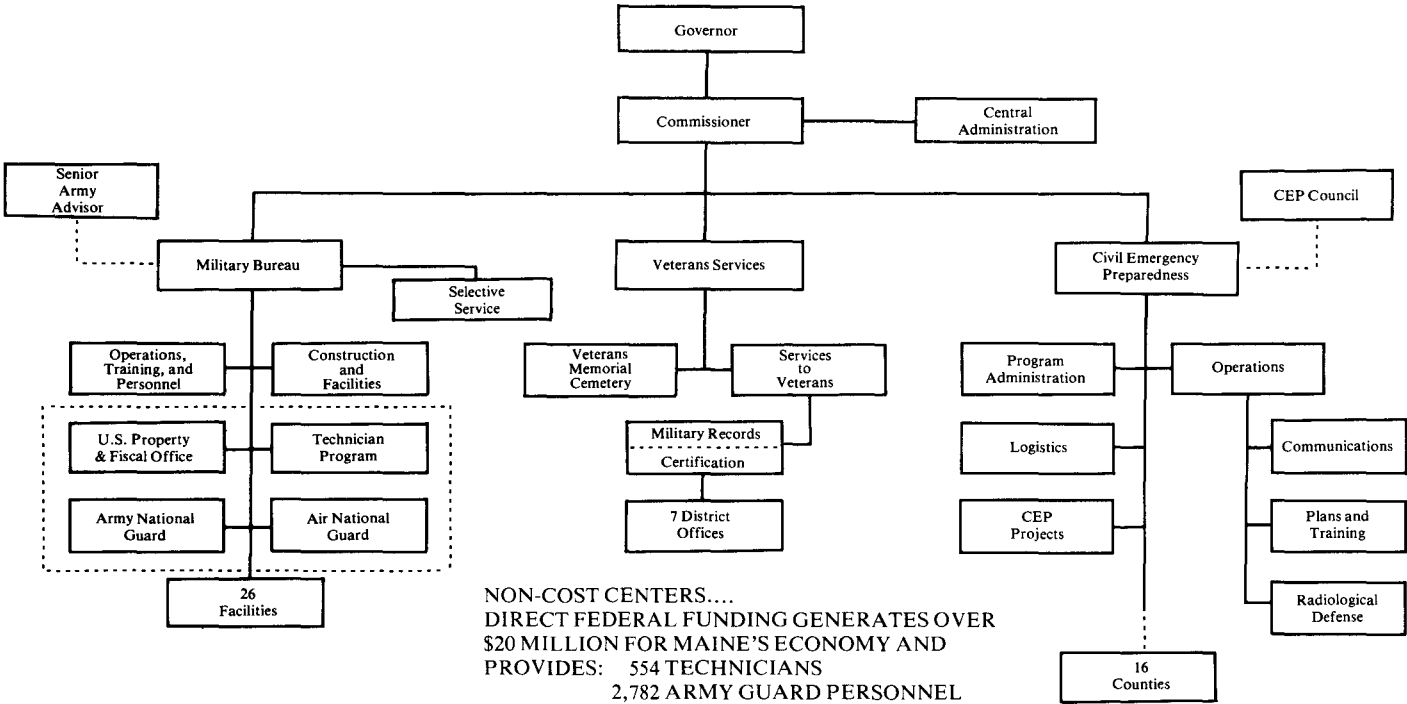 Governor
Commissioner
Central
Administration
Senior
Army
Advisor
CEP Council
Military Bureau
Selective
Service
Veterans Services
Civil Emergency
Preparedness
Operations,
Training, and
Personnel
Construction
and
Facilities
Veterans
Memorial
Cemetery
Services
to
Veterans
Program
Administration
Operations
U.S. Property
& Fiscal Office
Technician
Program
Military Records
Certification
Logistics
Communications
Army National
Guard
Air National
Guard
7 District
Offices
CEP
Projects
Plans and
Training
26
Facilities
Radiological
Defense
16
Counties
NON-COST CENTERS....
DIRECT FEDERAL FUNDING GENERATES OVER
$20 MILLION FOR MAINE'S ECONOMY AND
PROVIDES: 554 TECHNICIANS
2,782 ARMY GUARD PERSONNEL